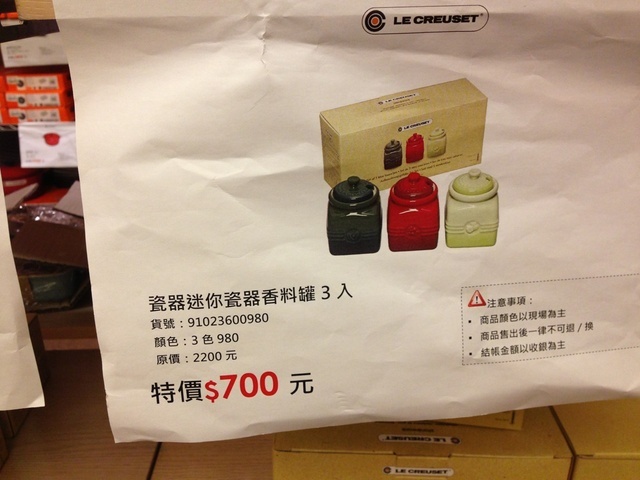 LE CREUSET
LE CREUSET
瓷器迷你瓷器香料罐 3 入
貨號：91023600980
顏色：3 色 980
原價：2200 元
特價$700 元
注意事項：
• 商品顏色以現場為主
• 商品售出後一律不可退 / 換
• 結帳金額以收銀為主
LE CREUSET
LE CREUSET